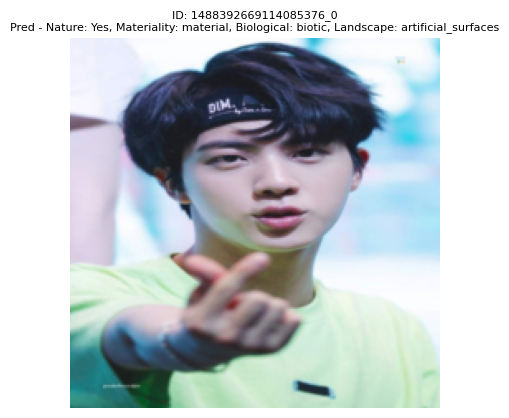 ID: 1488392669114085376_0
Pred - Nature: Yes, Materiality: material, Biological: biotic, Landscape: artificial_surfaces
DIM.